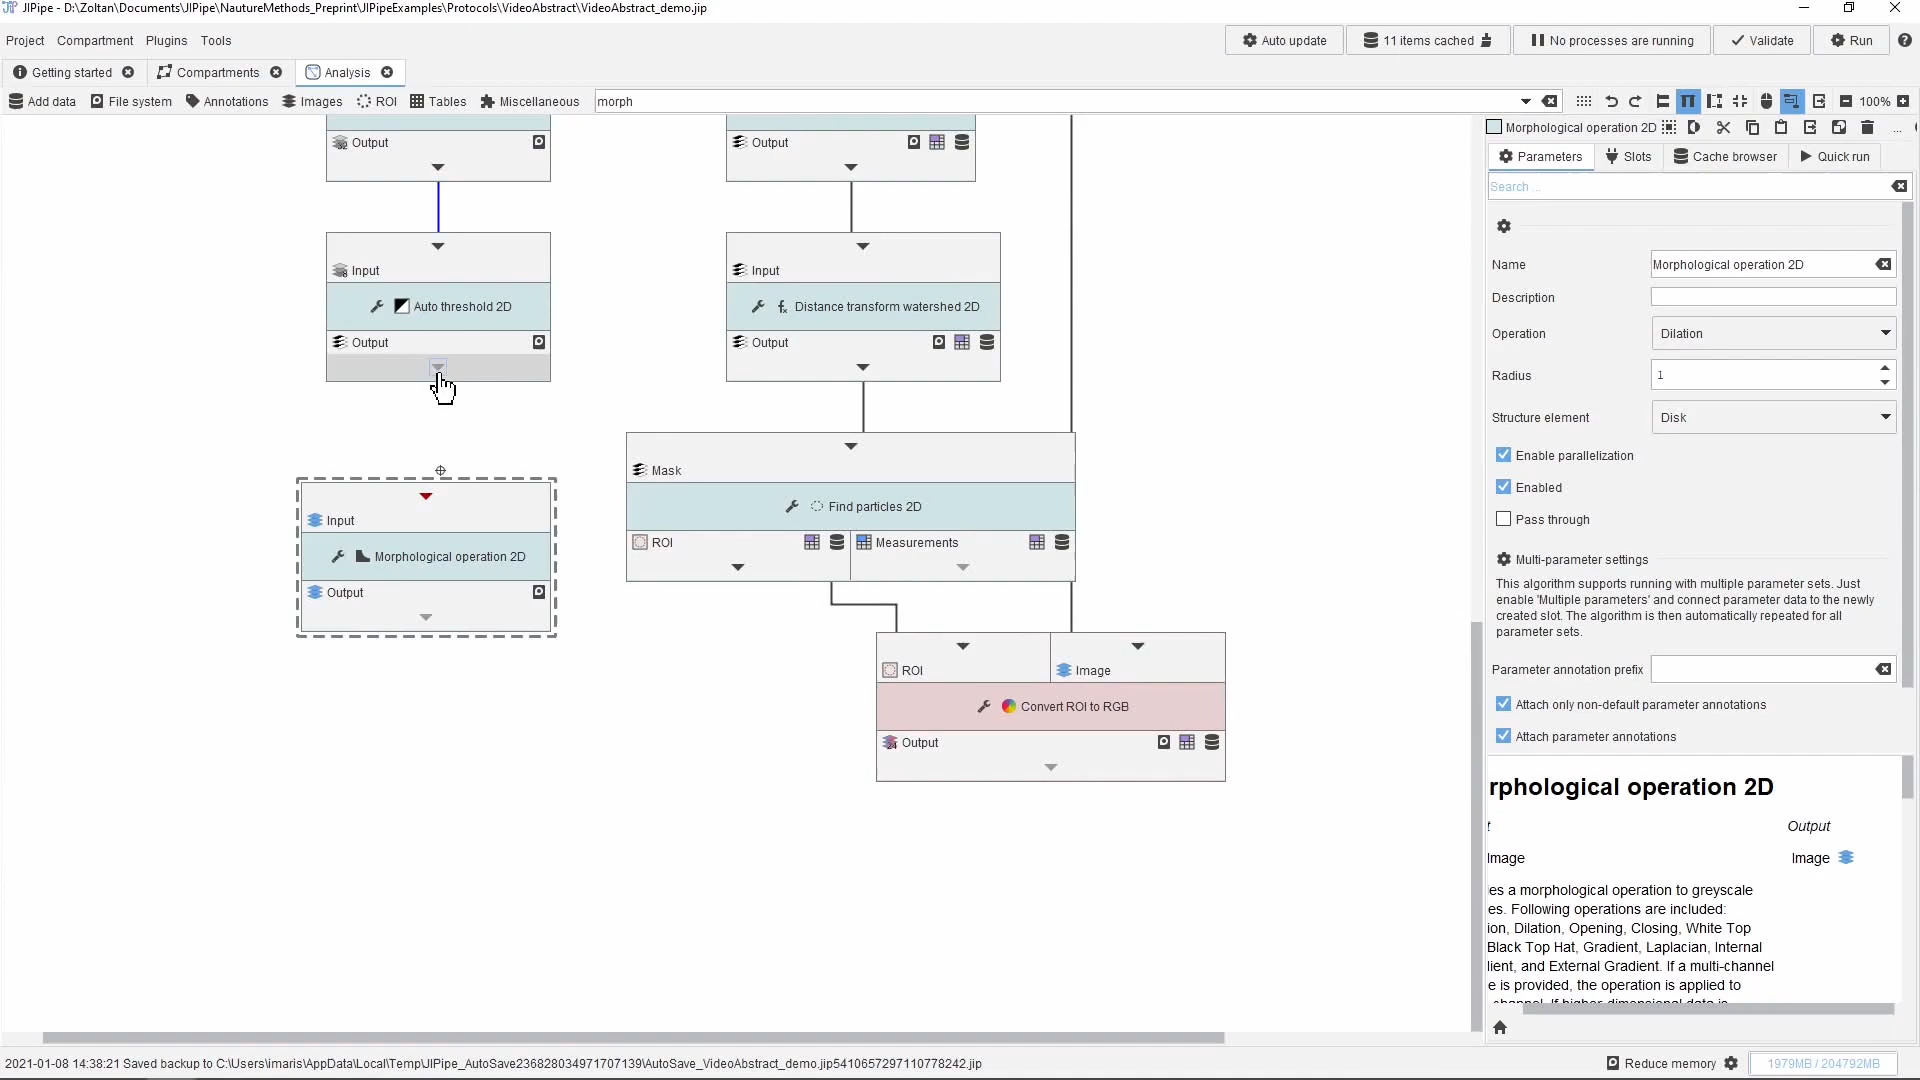 JIPipe - D:\Zoltan\Documents\JIPipe\NautureMethods_Preprint\JIPipeExamples\Protocols\VideoAbstract\VideoAbstract_demo.jip
Project Compartment Plugins Tools
Auto update 11 items cached No processes are running Validate Run
Getting started Compartments Analysis
Add data File system Annotations Images ROI Tables Miscellaneous morph 100%
Morphological operation 2D ...
Parameters Slots Cache browser Quick run
Search ...
Name Morphological operation 2D
Description
Operation Dilation
Radius 1
Structure element Disk
Enable parallelization
Enabled
Pass through
Multi-parameter settings
This algorithm supports running with multiple parameter sets. Just
enable 'Multiple parameters' and connect parameter data to the newly
created slot. The algorithm is then automatically repeated for all
parameter sets.
Parameter annotation prefix
Attach only non-default parameter annotations
Attach parameter annotations
rphological operation 2D
t Output
Image Image
es a morphological operation to greyscale
es. Following operations are included:
ion, Dilation, Opening, Closing, White Top
Black Top Hat, Gradient, Laplacian, Internal
lient, and External Gradient. If a multi-channel
e is provided, the operation is applied to
Output
Output
Input
Auto threshold 2D
Output
Input
Distance transform watershed 2D
Output
Input
Morphological operation 2D
Output
Mask
Find particles 2D
ROI Measurements
ROI Image
Convert ROI to RGB
Output
2021-01-08 14:38:21 Saved backup to C:\Users\imaris\AppData\Local\Temp\JIPipe_AutoSave236828034971707139\AutoSave_VideoAbstract_demo.jip5410657297110778242.jip
Reduce memory 1979MB / 204792MB